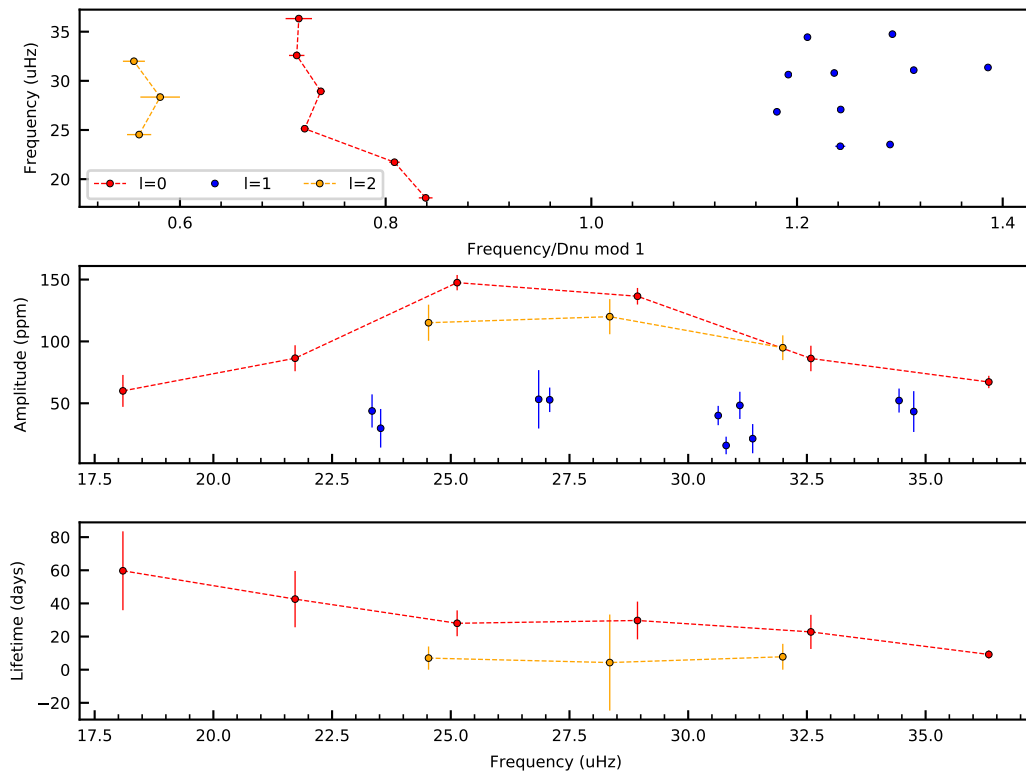 Frequency (uHz)
35
30
25
20
l=0 l=1 l=2
0.6 0.8 1.0 1.2 1.4
Frequency/Dnu mod 1
Amplitude (ppm)
150
100
50
17.5 20.0 22.5 25.0 27.5 30.0 32.5 35.0
Lifetime (days)
80
60
40
20
0
−20
17.5 20.0 22.5 25.0 27.5 30.0 32.5 35.0
Frequency (uHz)